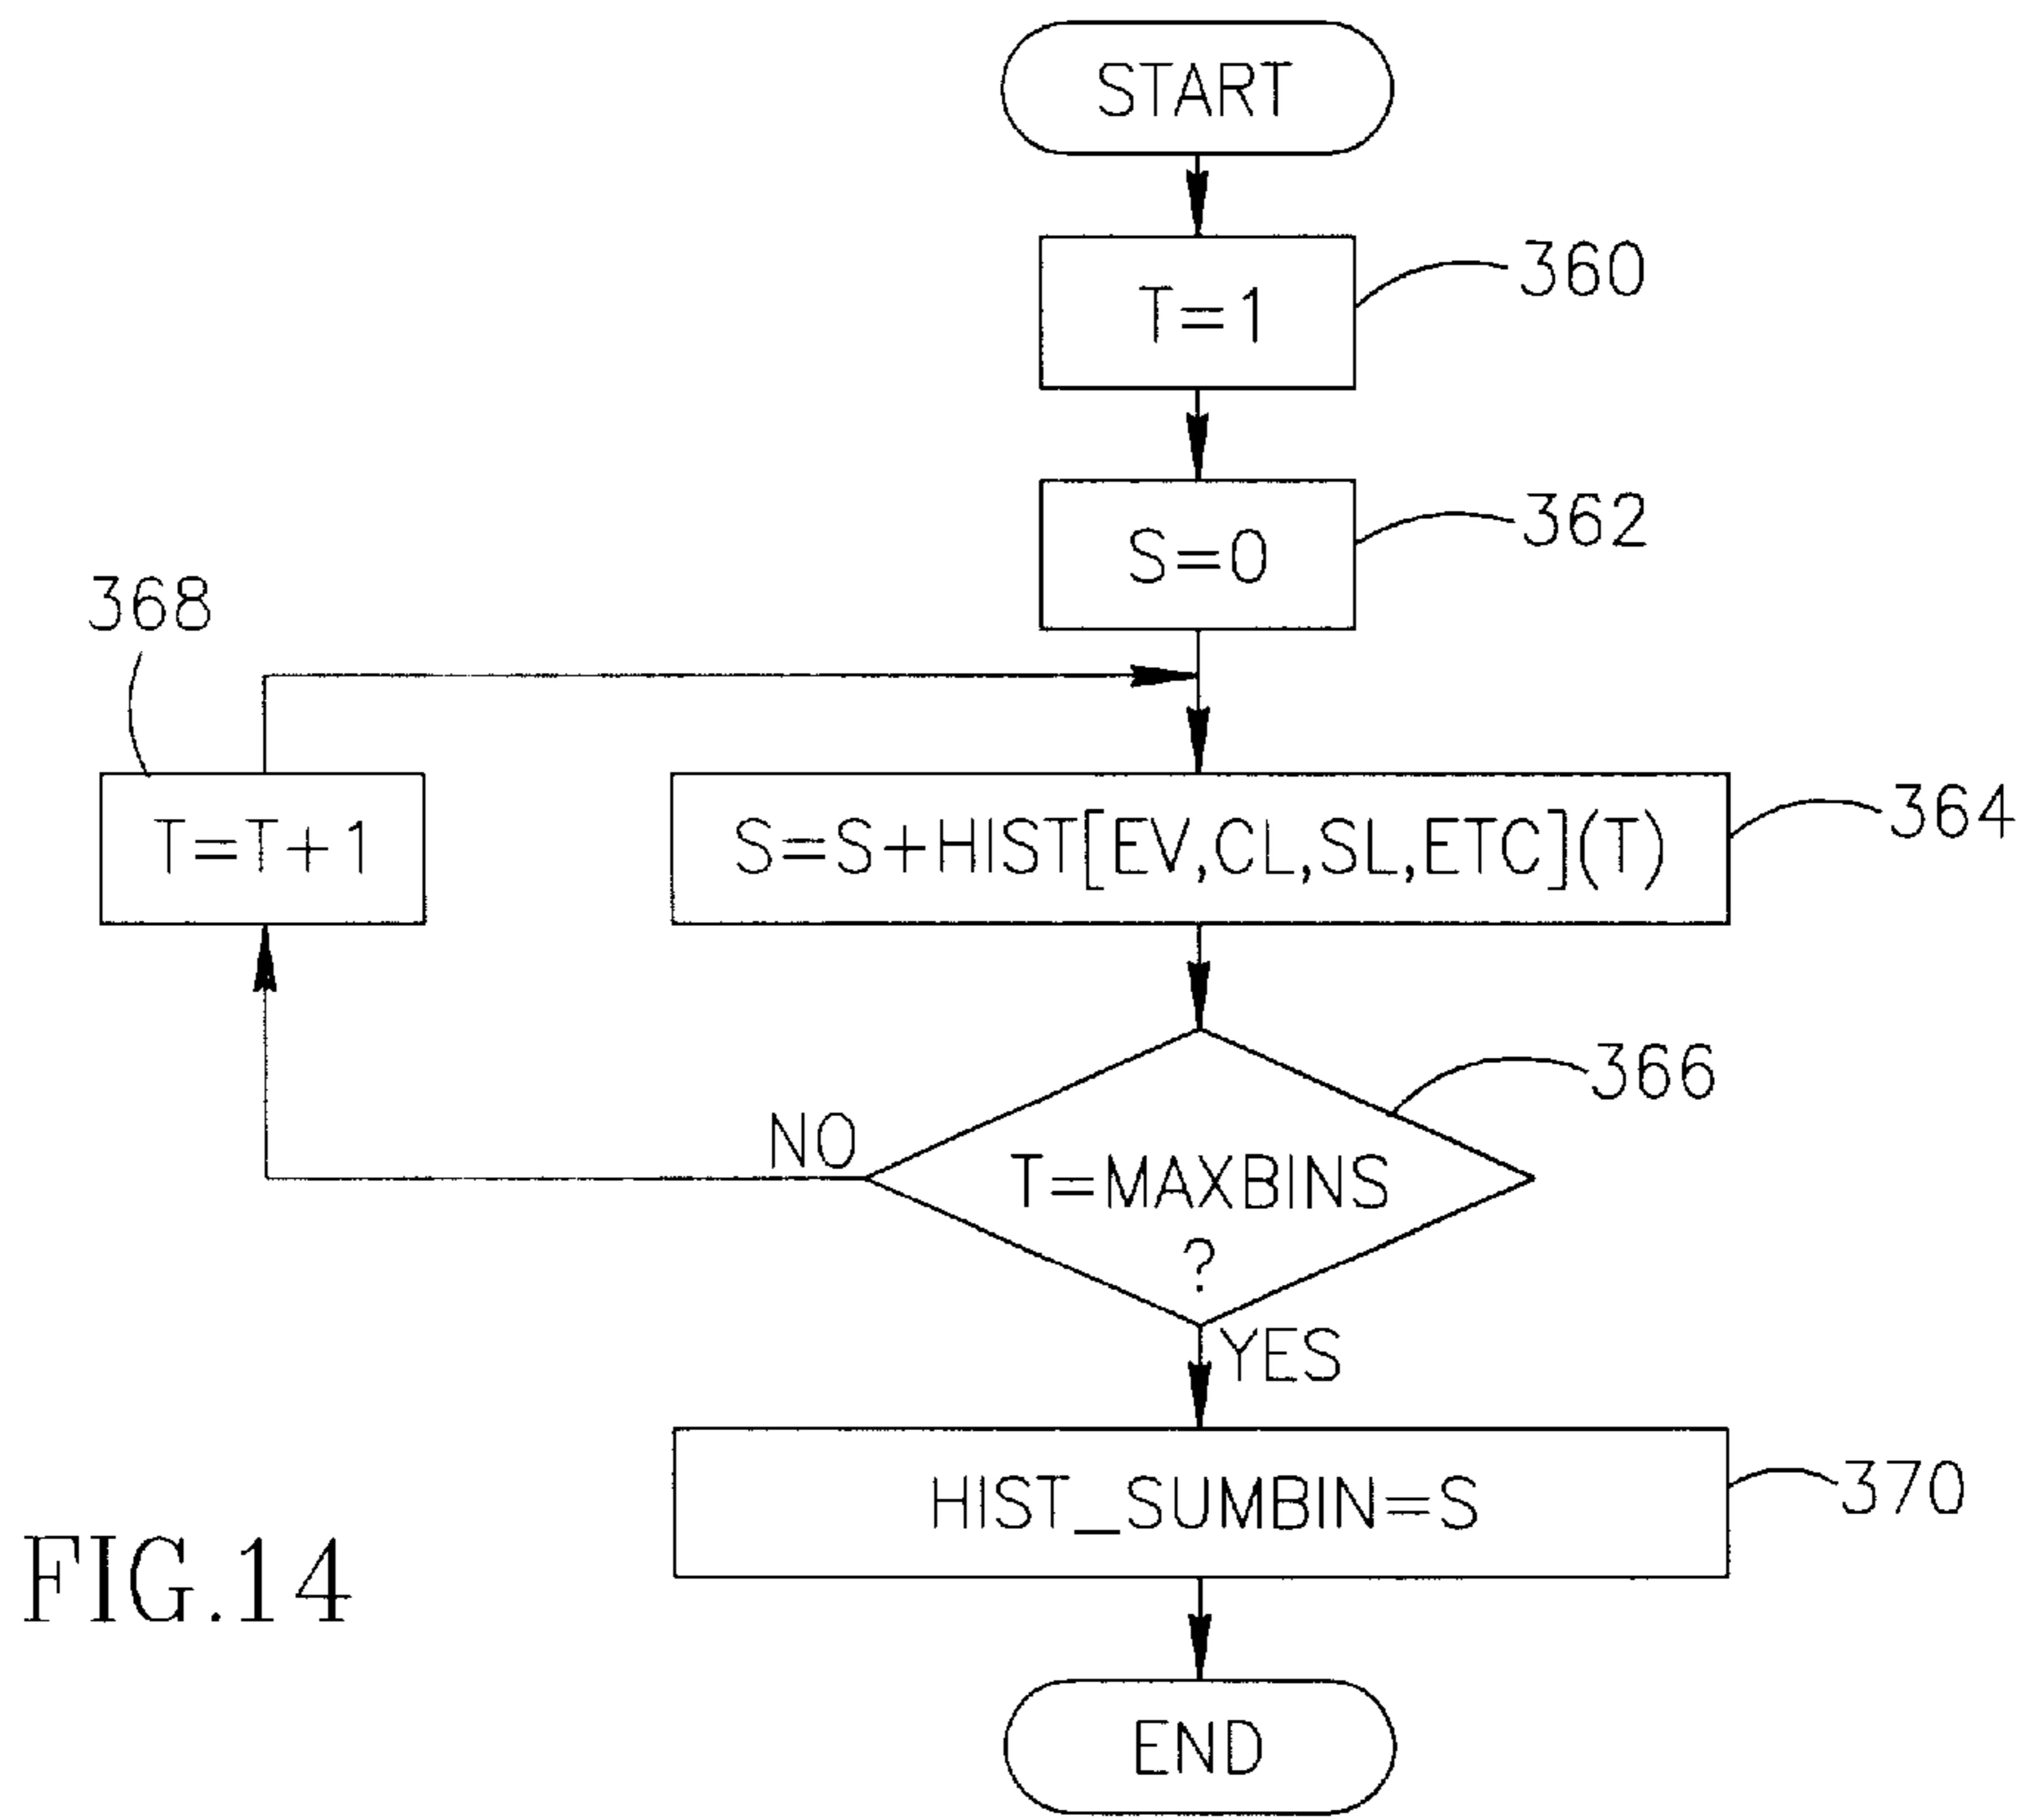 START
T=1
360
S=0
362
368
T=T+1
S=S+HIST[EV,CL,SL,ETC](T)
364
366
NO
T=MAXBINS
?
YES
HIST_SUMBIN=S
370
FIG.14
END